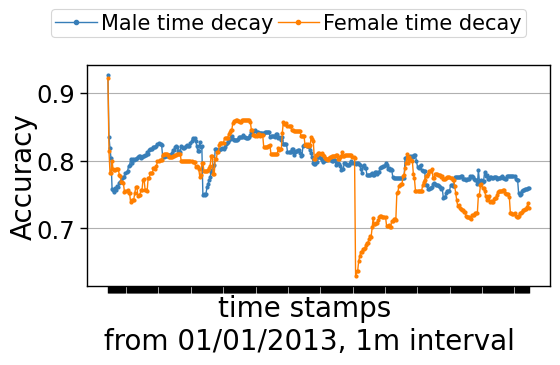 Male time decay Female time decay
0.9
0.8
0.7
Accuracy
time stamps
from 01/01/2013, 1m interval